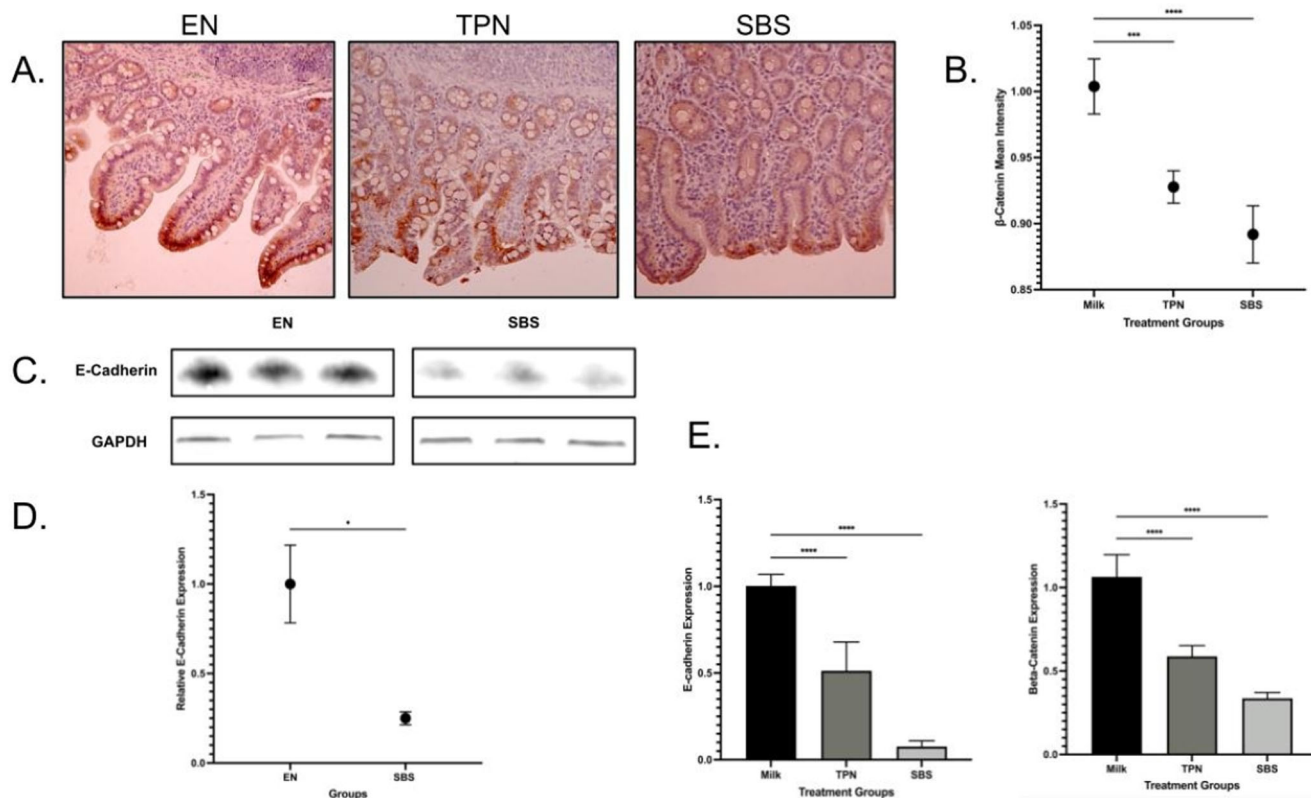 EN TPN SBS
A.
B.
1.05
1.00
0.95
0.90
0.85
β-Catenin Mean Intensity
****
***
Milk TPN SBS
Treatment Groups
EN SBS
C.
E-Cadherin
GAPDH
D.
1.5
1.0
0.5
0.0
Relative E-Cadherin Expression
*
EN SBS
Groups
E.
1.5
1.0
0.5
0.0
E-cadherin Expression
****
****
Milk TPN SBS
Treatment Groups
1.5
1.0
0.5
0.0
Beta-Catenin Expression
****
****
Milk TPN SBS
Treatment Groups